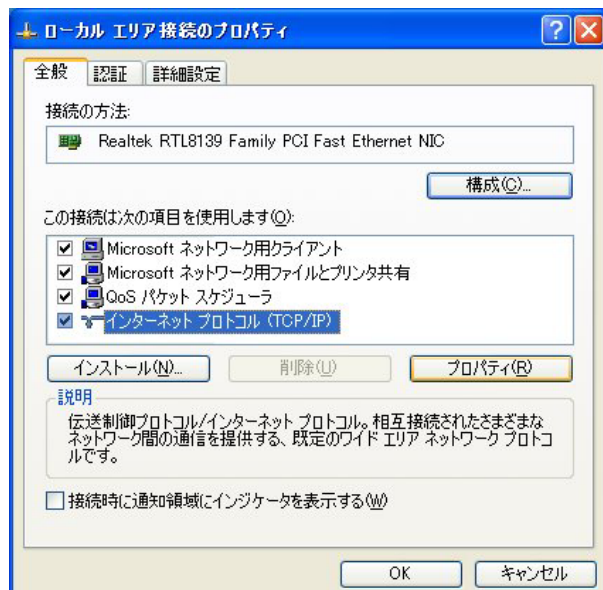 ローカル エリア接続のプロパティ
全般 認証 詳細設定
接続の方法:
Realtek RTL8139 Family PCI Fast Ethernet NIC
構成(C)...
この接続は次の項目を使用します(O):
Microsoft ネットワーク用クライアント
Microsoft ネットワーク用ファイルとプリンタ共有
QoS パケット スケジューラ
インターネット プロトコル (TCP/IP)
インストール(N)... 削除(U) プロパティ(R)
説明
伝送制御プロトコル/インターネット プロトコル。相互接続されたさまざまな
ネットワーク間の通信を提供する、既定のワイド エリア ネットワーク プロトコ
ルです。
接続時に通知領域にインジケータを表示する(W)
OK キャンセル